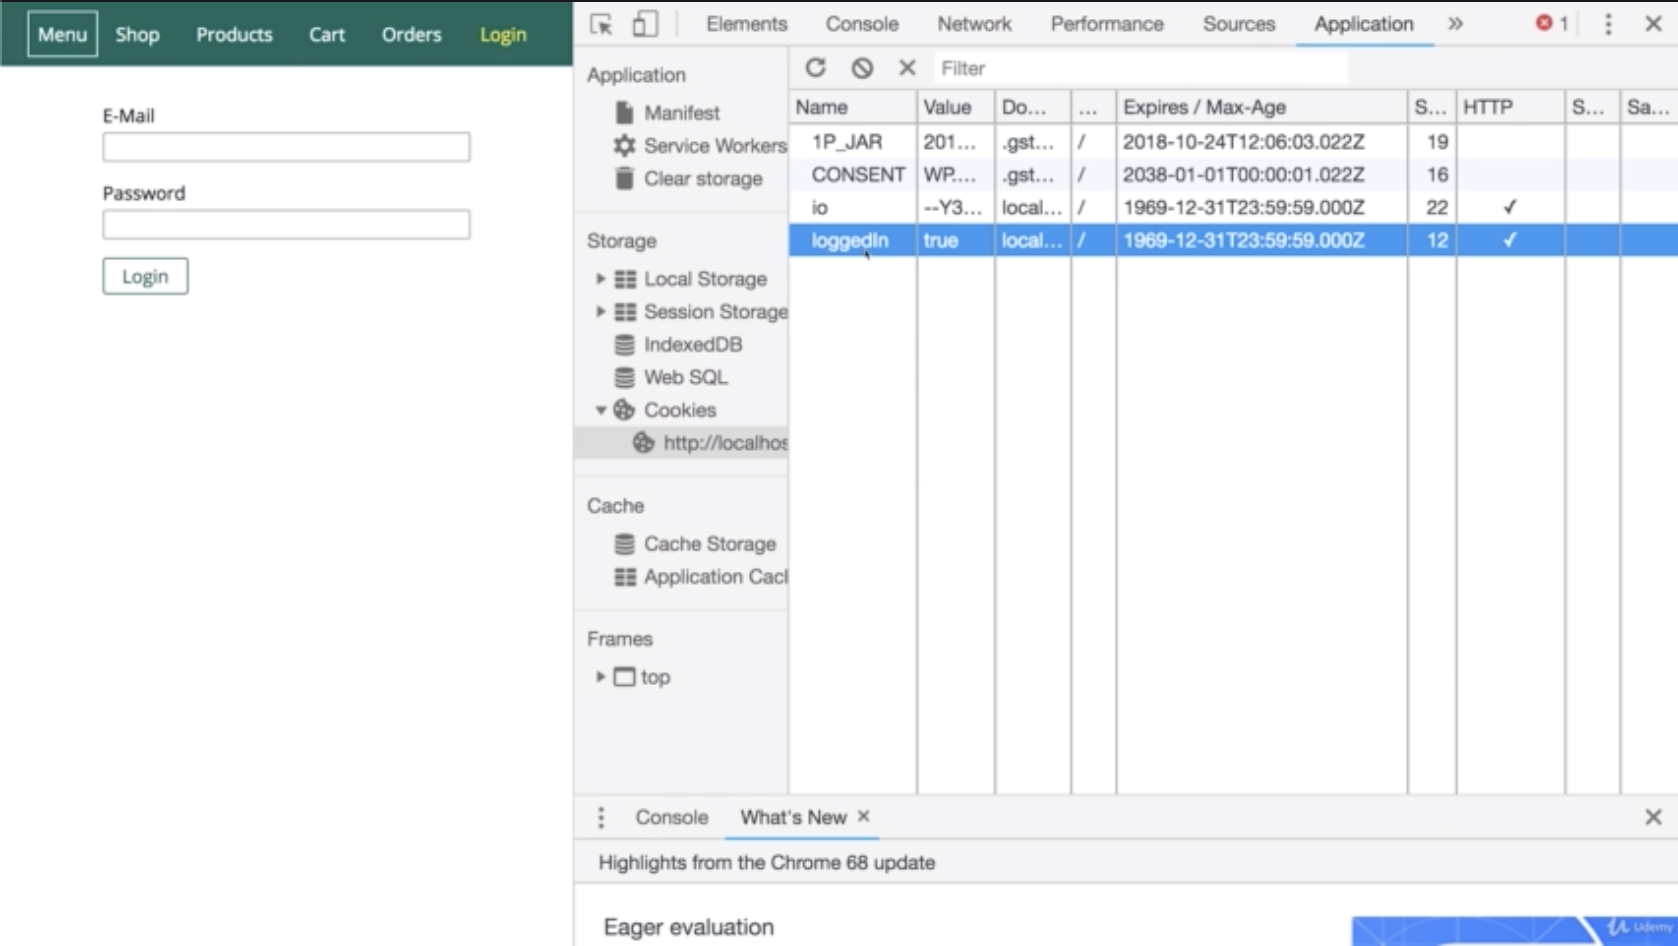 Menu Shop Products Cart Orders Login
E-Mail
Password
Login
Elements Console Network Performance Sources Application » 1
Application
Manifest
Service Workers
Clear storage
Storage
Local Storage
Session Storage
IndexedDB
Web SQL
Cookies
http://localhos
Cache
Cache Storage
Application Cacl
Frames
top
Filter
Name Value Do... ... Expires / Max-Age S... HTTP S... Sa...
1P_JAR 201... .gst... / 2018-10-24T12:06:03.022Z 19
CONSENT WP.... .gst... / 2038-01-01T00:00:01.022Z 16
io --Y3... local... / 1969-12-31T23:59:59.000Z 22 ✓
loggedIn true local... / 1969-12-31T23:59:59.000Z 12 ✓
Console What's New ×
Highlights from the Chrome 68 update
Eager evaluation
Udemy